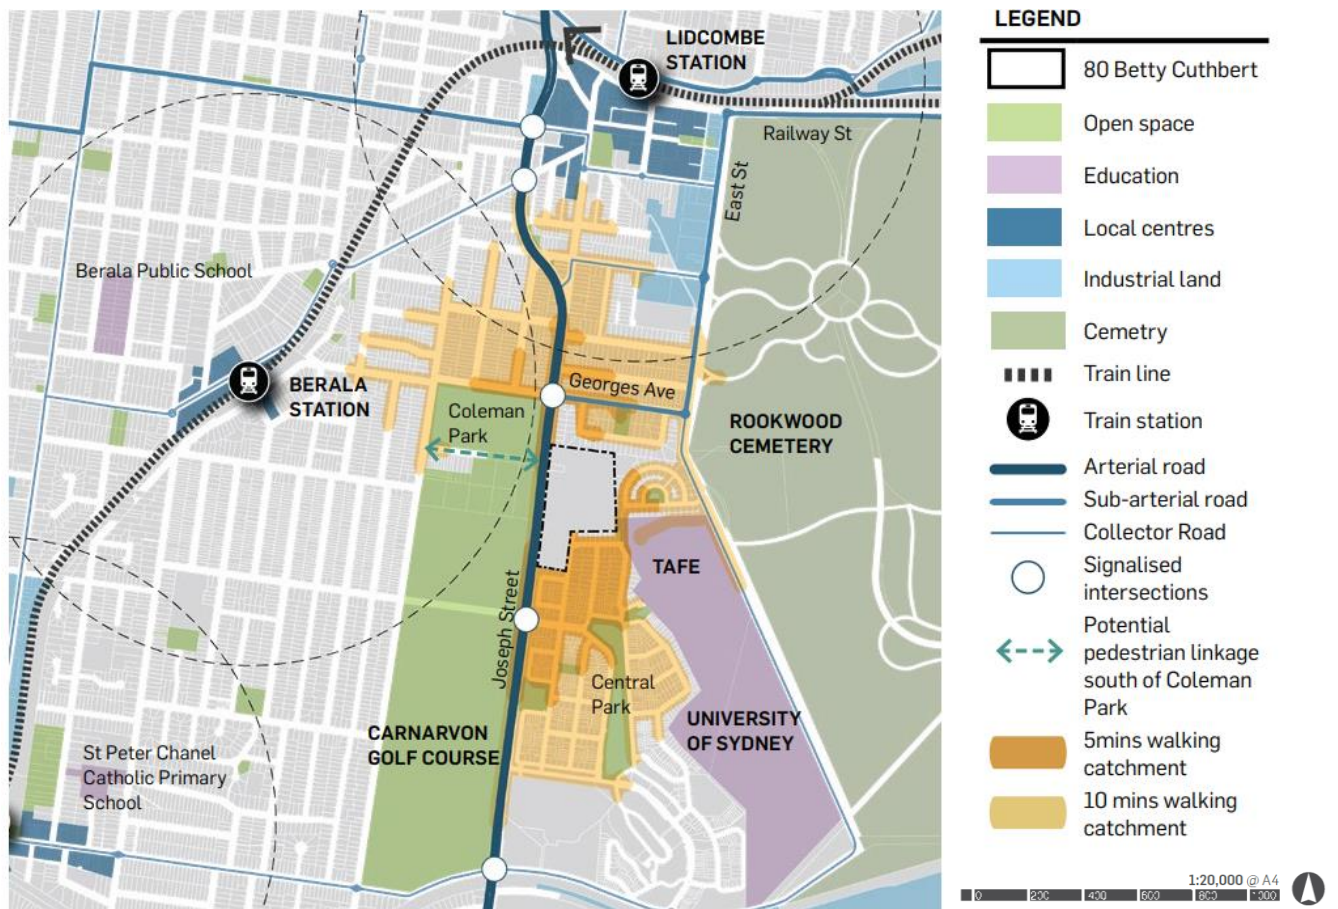 LIDCOMBE
STATION
Railway St
East St
Berala Public School
BERALA
STATION
Georges Ave
Coleman
Park
ROOKWOOD
CEMETERY
TAFE
Joseph Street
Central
Park
UNIVERSITY
OF SYDNEY
CARNARVON
GOLF COURSE
St Peter Chanel
Catholic Primary
School
LEGEND
80 Betty Cuthbert
Open space
Education
Local centres
Industrial land
Cemetry
Train line
Train station
Arterial road
Sub-arterial road
Collector Road
Signalised
intersections
Potential
pedestrian linkage
south of Coleman
Park
5mins walking
catchment
10 mins walking
catchment
1:20,000 @ A4
0 200 400 600 800 1000